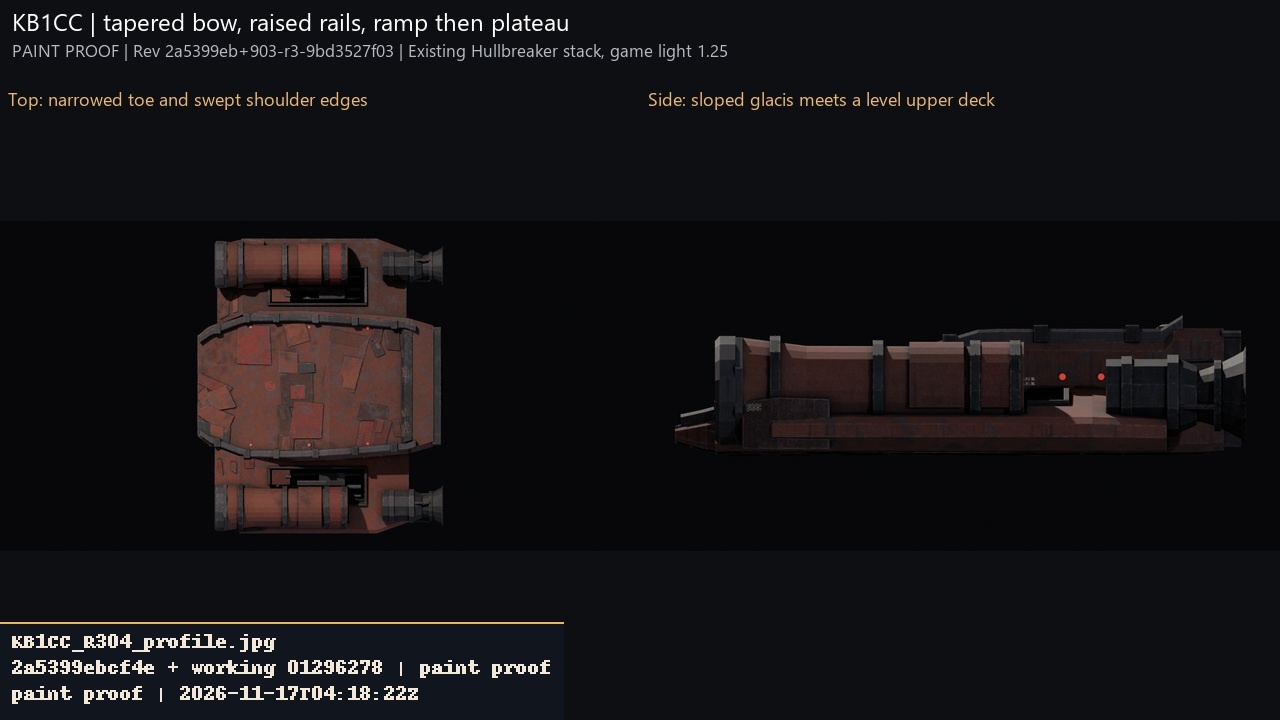 KB1CC | tapered bow, raised rails, ramp then plateau
PAINT PROOF | Rev 2a5399eb+903-r3-9bd3527f03 | Existing Hullbreaker stack, game light 1.25
Top: narrowed toe and swept shoulder edges
Side: sloped glacis meets a level upper deck
KB1CC_R304_profile.jpg
2a5399ebcf4e + working 01296278 | paint proof
paint proof | 2026-11-17T04:18:22Z